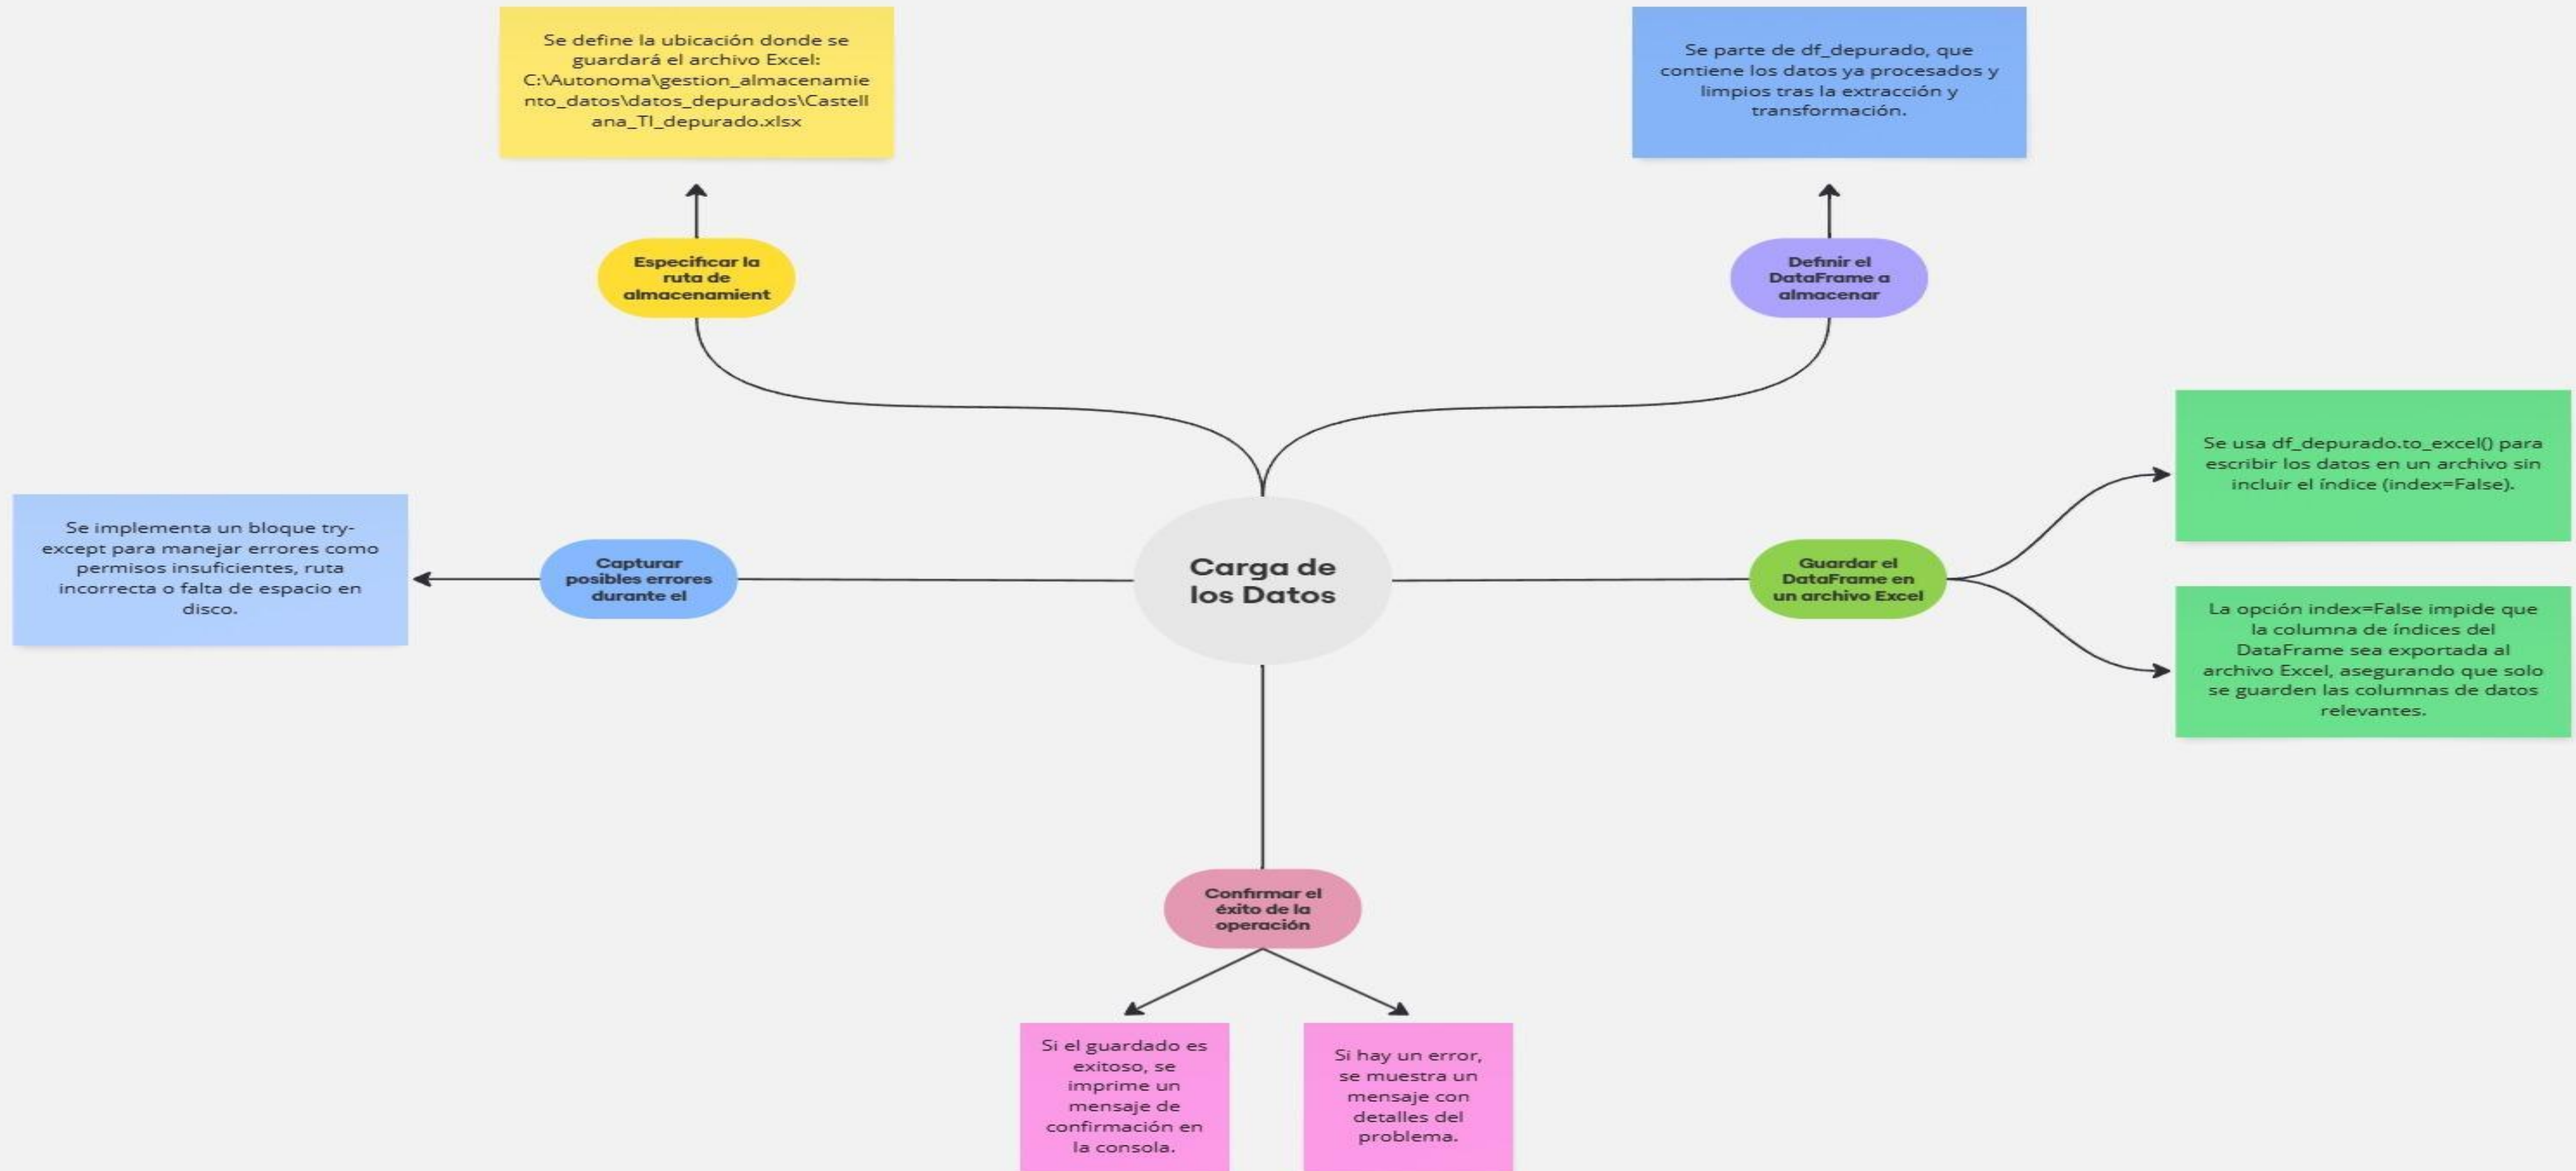 Se define la ubicación donde se
guardará el archivo Excel:
C:\Autonoma\gestion_almacenamie
nto_datos\datos_depurados\Castell
ana_TI_depurado.xlsx
Se parte de df_depurado, que
contiene los datos ya procesados y
limpios tras la extracción y
transformación.
Especificar la
ruta de
almacenamient
Definir el
DataFrame a
almacenar
Se usa df_depurado.to_excel() para
escribir los datos en un archivo sin
incluir el índice (index=False).
Se implementa un bloque try-
except para manejar errores como
permisos insuficientes, ruta
incorrecta o falta de espacio en
disco.
Capturar
posibles errores
durante el
Carga de
los Datos
Guardar el
DataFrame en
un archivo Excel
La opción index=False impide que
la columna de índices del
DataFrame sea exportada al
archivo Excel, asegurando que solo
se guarden las columnas de datos
relevantes.
Confirmar el
éxito de la
operación
Si el guardado es
exitoso, se
imprime un
mensaje de
confirmación en
la consola.
Si hay un error,
se muestra un
mensaje con
detalles del
problema.